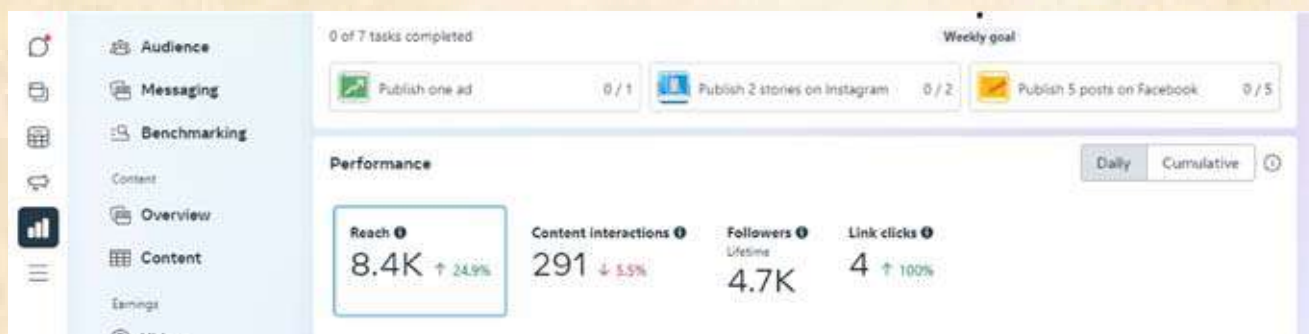 Audience
Messaging
Benchmarking
Content
Overview
Content
Earnings
0 of 7 tasks completed
Weekly goal
Publish one ad 0 / 1
Publish 2 stories on Instagram 0 / 2
Publish 5 posts on Facebook 0 / 5
Performance
Daily Cumulative
Reach
8.4K ↑ 24.9%
Content interactions
291 ↓ 5.5%
Followers
Lifetime
4.7K
Link clicks
4 ↑ 100%